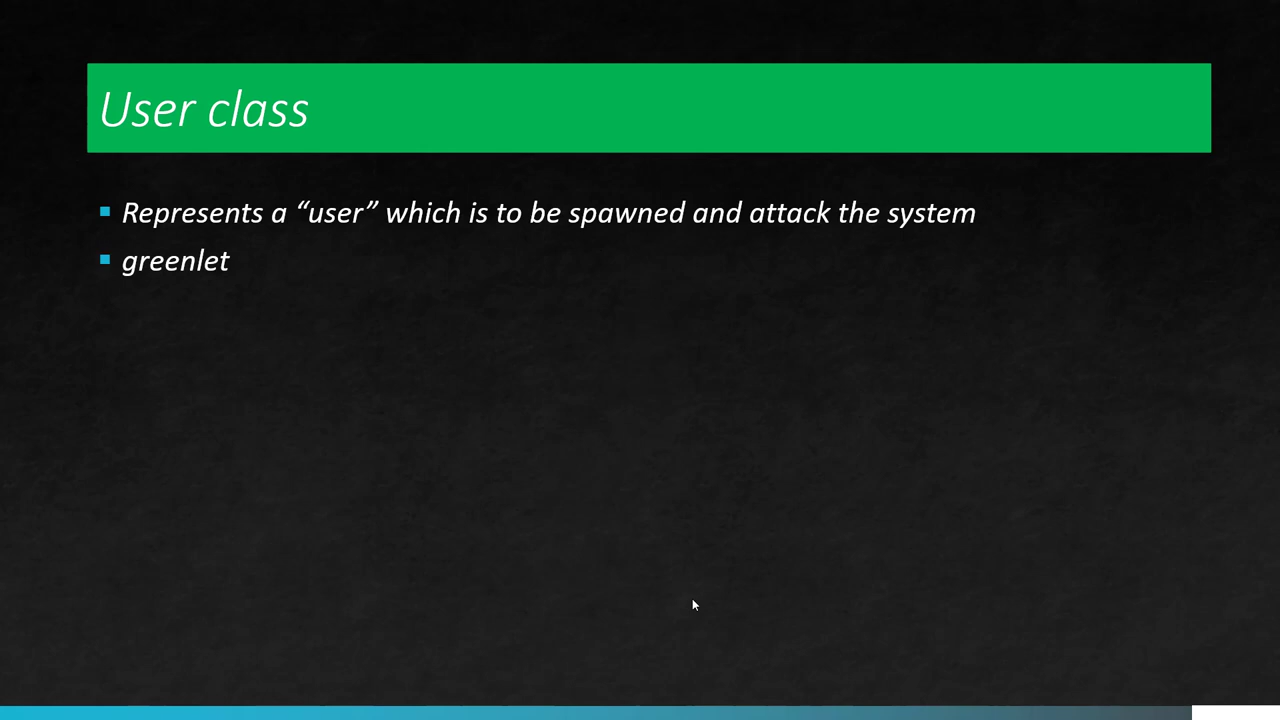 User class
Represents a “user” which is to be spawned and attack the system
greenlet